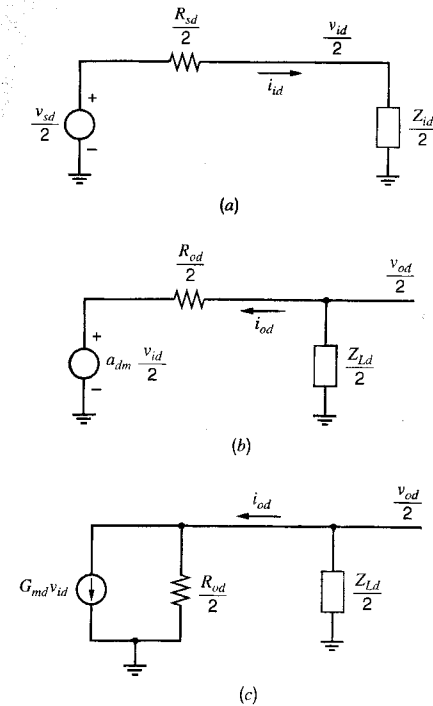 R_sd/2
v_id/2
i_id
+
v_sd/2
−
Z_id/2
(a)
R_od/2
v_od/2
i_od
+
a_dm v_id/2
−
Z_Ld/2
(b)
i_od
v_od/2
G_md v_id
R_od/2
Z_Ld/2
(c)